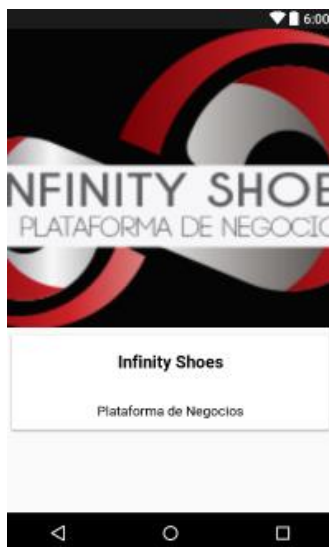 6:00
NFINITY SHOE
PLATAFORMA DE NEGOCIO
Infinity Shoes
Plataforma de Negocios